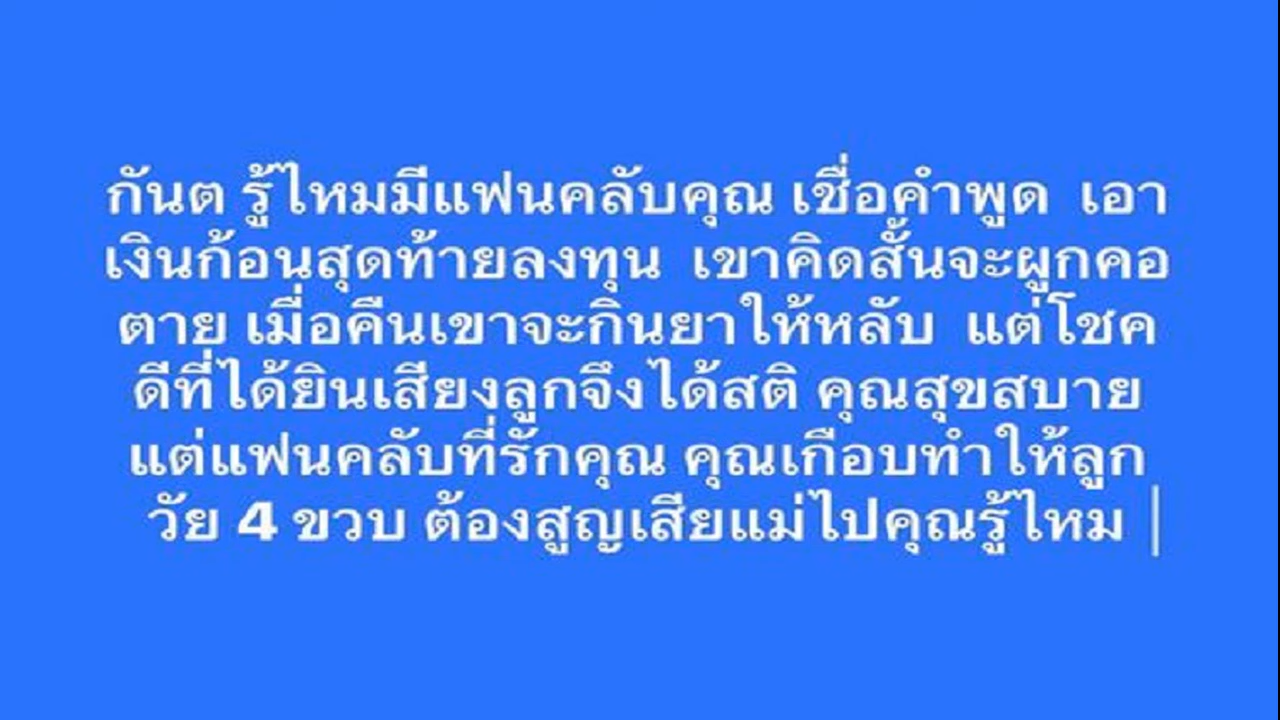 กันต รู้ไหมมีแฟนคลับคุณ เชื่อคำพูด  เอา
เงินก้อนสุดท้ายลงทุน  เขาคิดสั้นจะผูกคอ
ตาย เมื่อคืนเขาจะกินยาให้หลับ  แต่โชค
ดีที่ได้ยินเสียงลูกจึงได้สติ คุณสุขสบาย
แต่แฟนคลับที่รักคุณ คุณเกือบทำให้ลูก
วัย 4 ขวบ ต้องสูญเสียแม่ไปคุณรู้ไหม